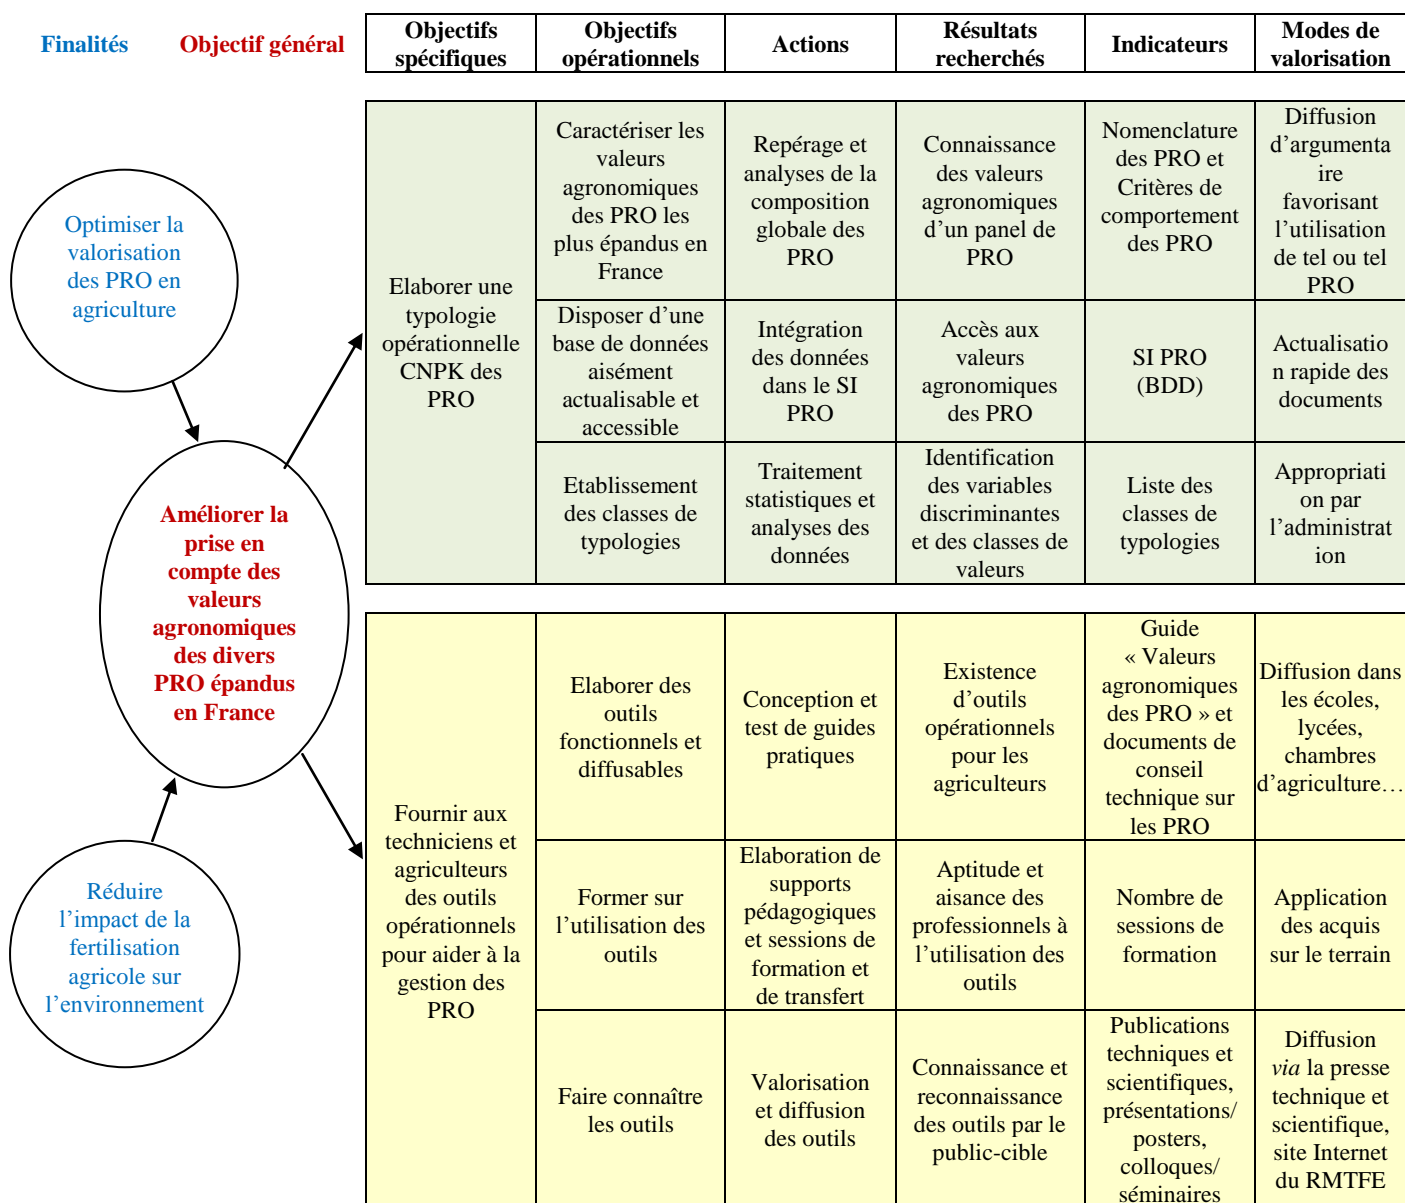 Finalités
Objectif général
Objectifs
spécifiques
Objectifs
opérationnels
Actions
Résultats
recherchés
Indicateurs
Modes de
valorisation
Optimiser la
valorisation
des PRO en
agriculture
Améliorer la
prise en
compte des
valeurs
agronomiques
des divers
PRO épandus
en France
Réduire
l’impact de la
fertilisation
agricole sur
l’environnement
Elaborer une
typologie
opérationnelle
CNPK des
PRO
Caractériser les
valeurs
agronomiques
des PRO les
plus épandus en
France
Repérage et
analyses de la
composition
globale des
PRO
Connaissance
des valeurs
agronomiques
d’un panel de
PRO
Nomenclature
des PRO et
Critères de
comportement
des PRO
Diffusion
d’argumenta
ire
favorisant
l’utilisation
de tel ou tel
PRO
Disposer d’une
base de données
aisément
actualisable et
accessible
Intégration
des données
dans le SI
PRO
Accès aux
valeurs
agronomiques
des PRO
SI PRO
(BDD)
Actualisatio
n rapide des
documents
Etablissement
des classes de
typologies
Traitement
statistiques et
analyses des
données
Identification
des variables
discriminantes
et des classes de
valeurs
Liste des
classes de
typologies
Appropriati
on par
l’administrat
ion
Fournir aux
techniciens et
agriculteurs
des outils
opérationnels
pour aider à la
gestion des
PRO
Elaborer des
outils
fonctionnels et
diffusables
Conception et
test de guides
pratiques
Existence
d’outils
opérationnels
pour les
agriculteurs
Guide
« Valeurs
agronomiques
des PRO » et
documents de
conseil
technique sur
les PRO
Diffusion dans
les écoles,
lycées,
chambres
d’agriculture…
Former sur
l’utilisation des
outils
Elaboration de
supports
pédagogiques
et sessions de
formation et
de transfert
Aptitude et
aisance des
professionnels à
l’utilisation des
outils
Nombre de
sessions de
formation
Application
des acquis
sur le terrain
Faire connaître
les outils
Valorisation
et diffusion
des outils
Connaissance et
reconnaissance
des outils par le
public-cible
Publications
techniques et
scientifiques,
présentations/
posters,
colloques/
séminaires
Diffusion
via la presse
technique et
scientifique,
site Internet
du RMTFE